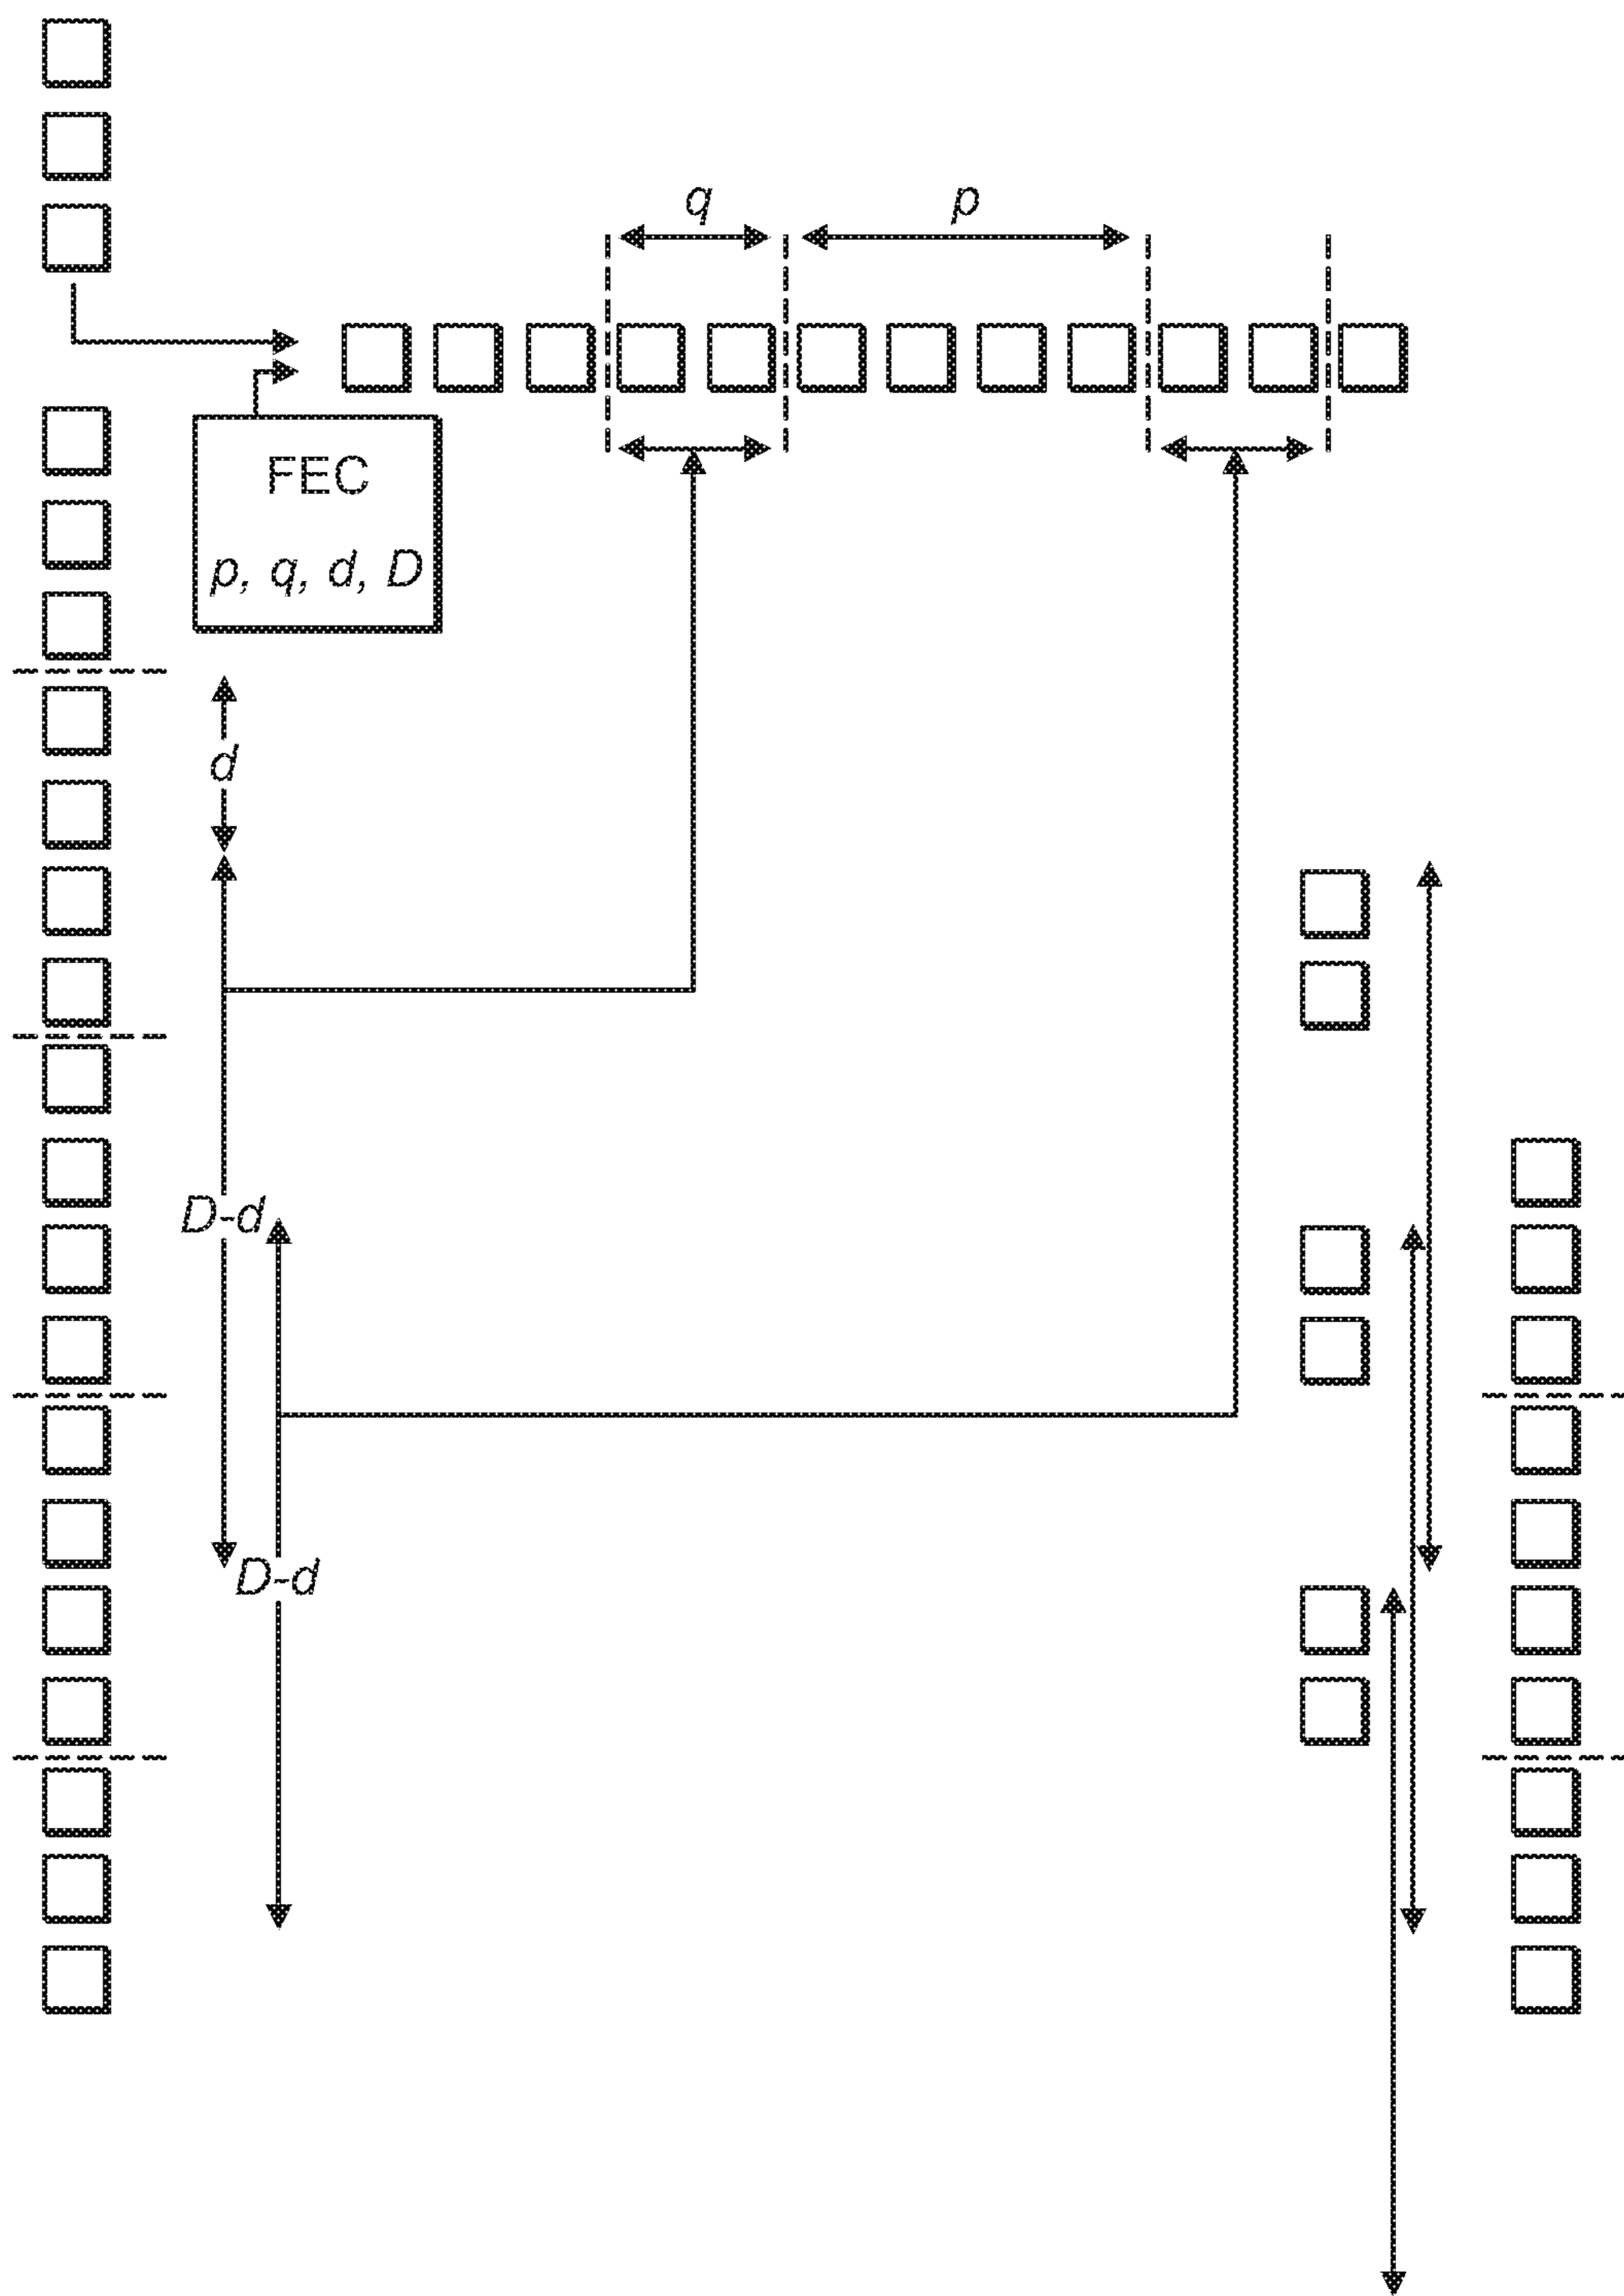 q
p
FEC
p, q, d, D
d
D-d
D-d